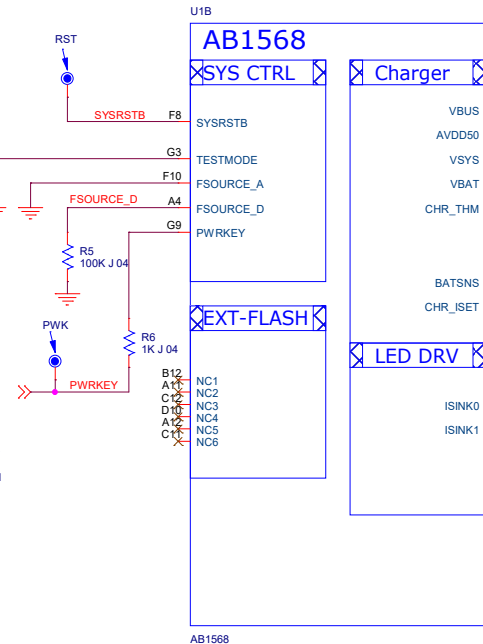 U1B
AB1568
RST
SYS CTRL
Charger
SYSRSTB F8 SYSRSTB
VBUS
AVDD50
G3 TESTMODE
VSYS
F10 FSOURCE_A
VBAT
FSOURCE_D A4 FSOURCE_D
CHR_THM
G9 PWRKEY
R5
100K J 04
BATSNS
CHR_ISET
EXT-FLASH
PWK
R6
1K J 04
LED DRV
B12 NC1
A11 NC2
PWRKEY
C12 NC3
ISINK0
D10 NC4
A12 NC5
ISINK1
C11 NC6
AB1568